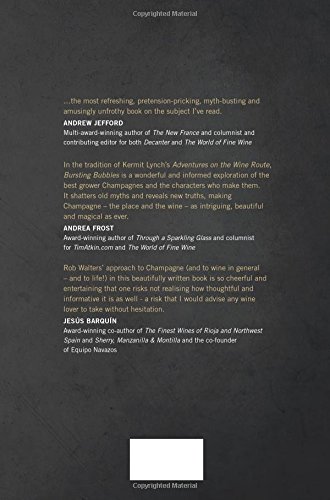 ...the most refreshing, pretension-pricking, myth-busting and
amusingly unfrothy book on the subject I've read.
ANDREW JEFFORD
Multi-award-winning author of The New France and columnist and
contributing editor for both Decanter and The World of Fine Wine
In the tradition of Kermit Lynch's Adventures on the Wine Route,
Bursting Bubbles is a wonderful and informed exploration of the
best grower Champagnes and the characters who make them.
It shatters old myths and reveals new truths, making
Champagne – the place and the wine – as intriguing, beautiful
and magical as ever.
ANDREA FROST
Award-winning author of Through a Sparkling Glass and columnist
for TimAtkin.com and The World of Fine Wine
Rob Walters' approach to Champagne (and to wine in general
– and to life!) in this beautifully written book is so cheerful and
entertaining that one risks not realising how thoughtful and
informative it is as well - a risk that I would advise any wine
lover to take without hesitation.
JESÚS BARQUÍN
Award-winning co-author of The Finest Wines of Rioja and Northwest
Spain and Sherry, Manzanilla & Montilla and the co-founder
of Equipo Navazos